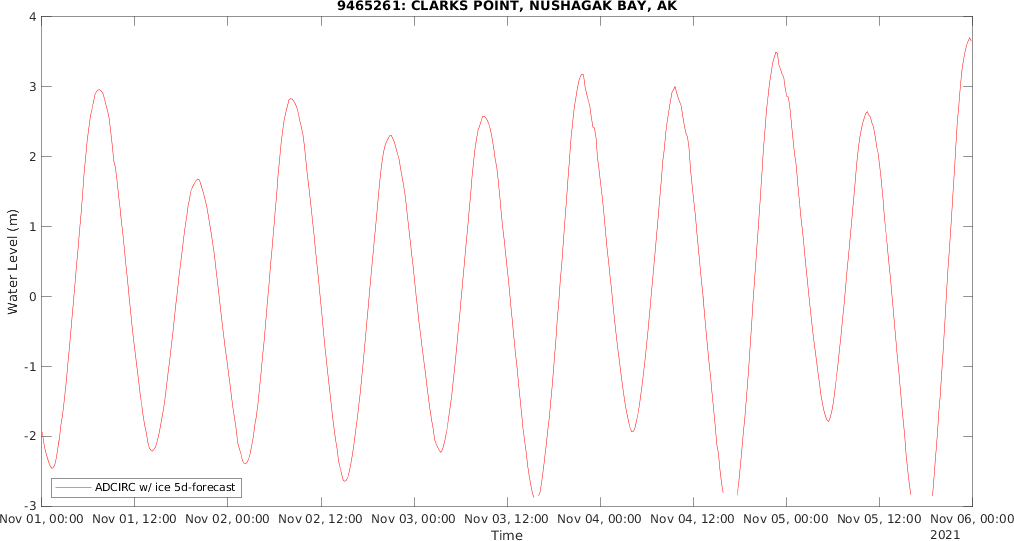 9465261: CLARKS POINT, NUSHAGAK BAY, AK
4
3
2
1
0
-1
-2
-3
Water Level (m)
ADCIRC w/ ice 5d-forecast
Nov 01, 00:00 Nov 01, 12:00 Nov 02, 00:00 Nov 02, 12:00 Nov 03, 00:00 Nov 03, 12:00 Nov 04, 00:00 Nov 04, 12:00 Nov 05, 00:00 Nov 05, 12:00 Nov 06, 00:00
Time
2021